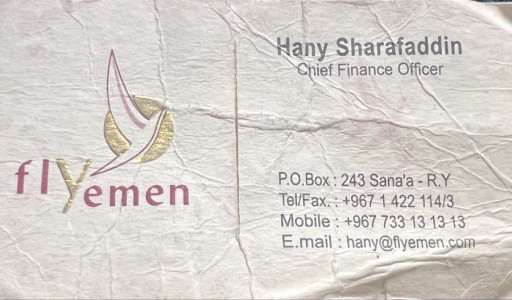 Hany Sharafaddin
Chief Finance Officer
flyemen
P.O.Box : 243 Sana'a - R.Y
Tel/Fax. : +967 1 422 114/3
Mobile : +967 733 13 13 13
E.mail : hany@flyemen.com